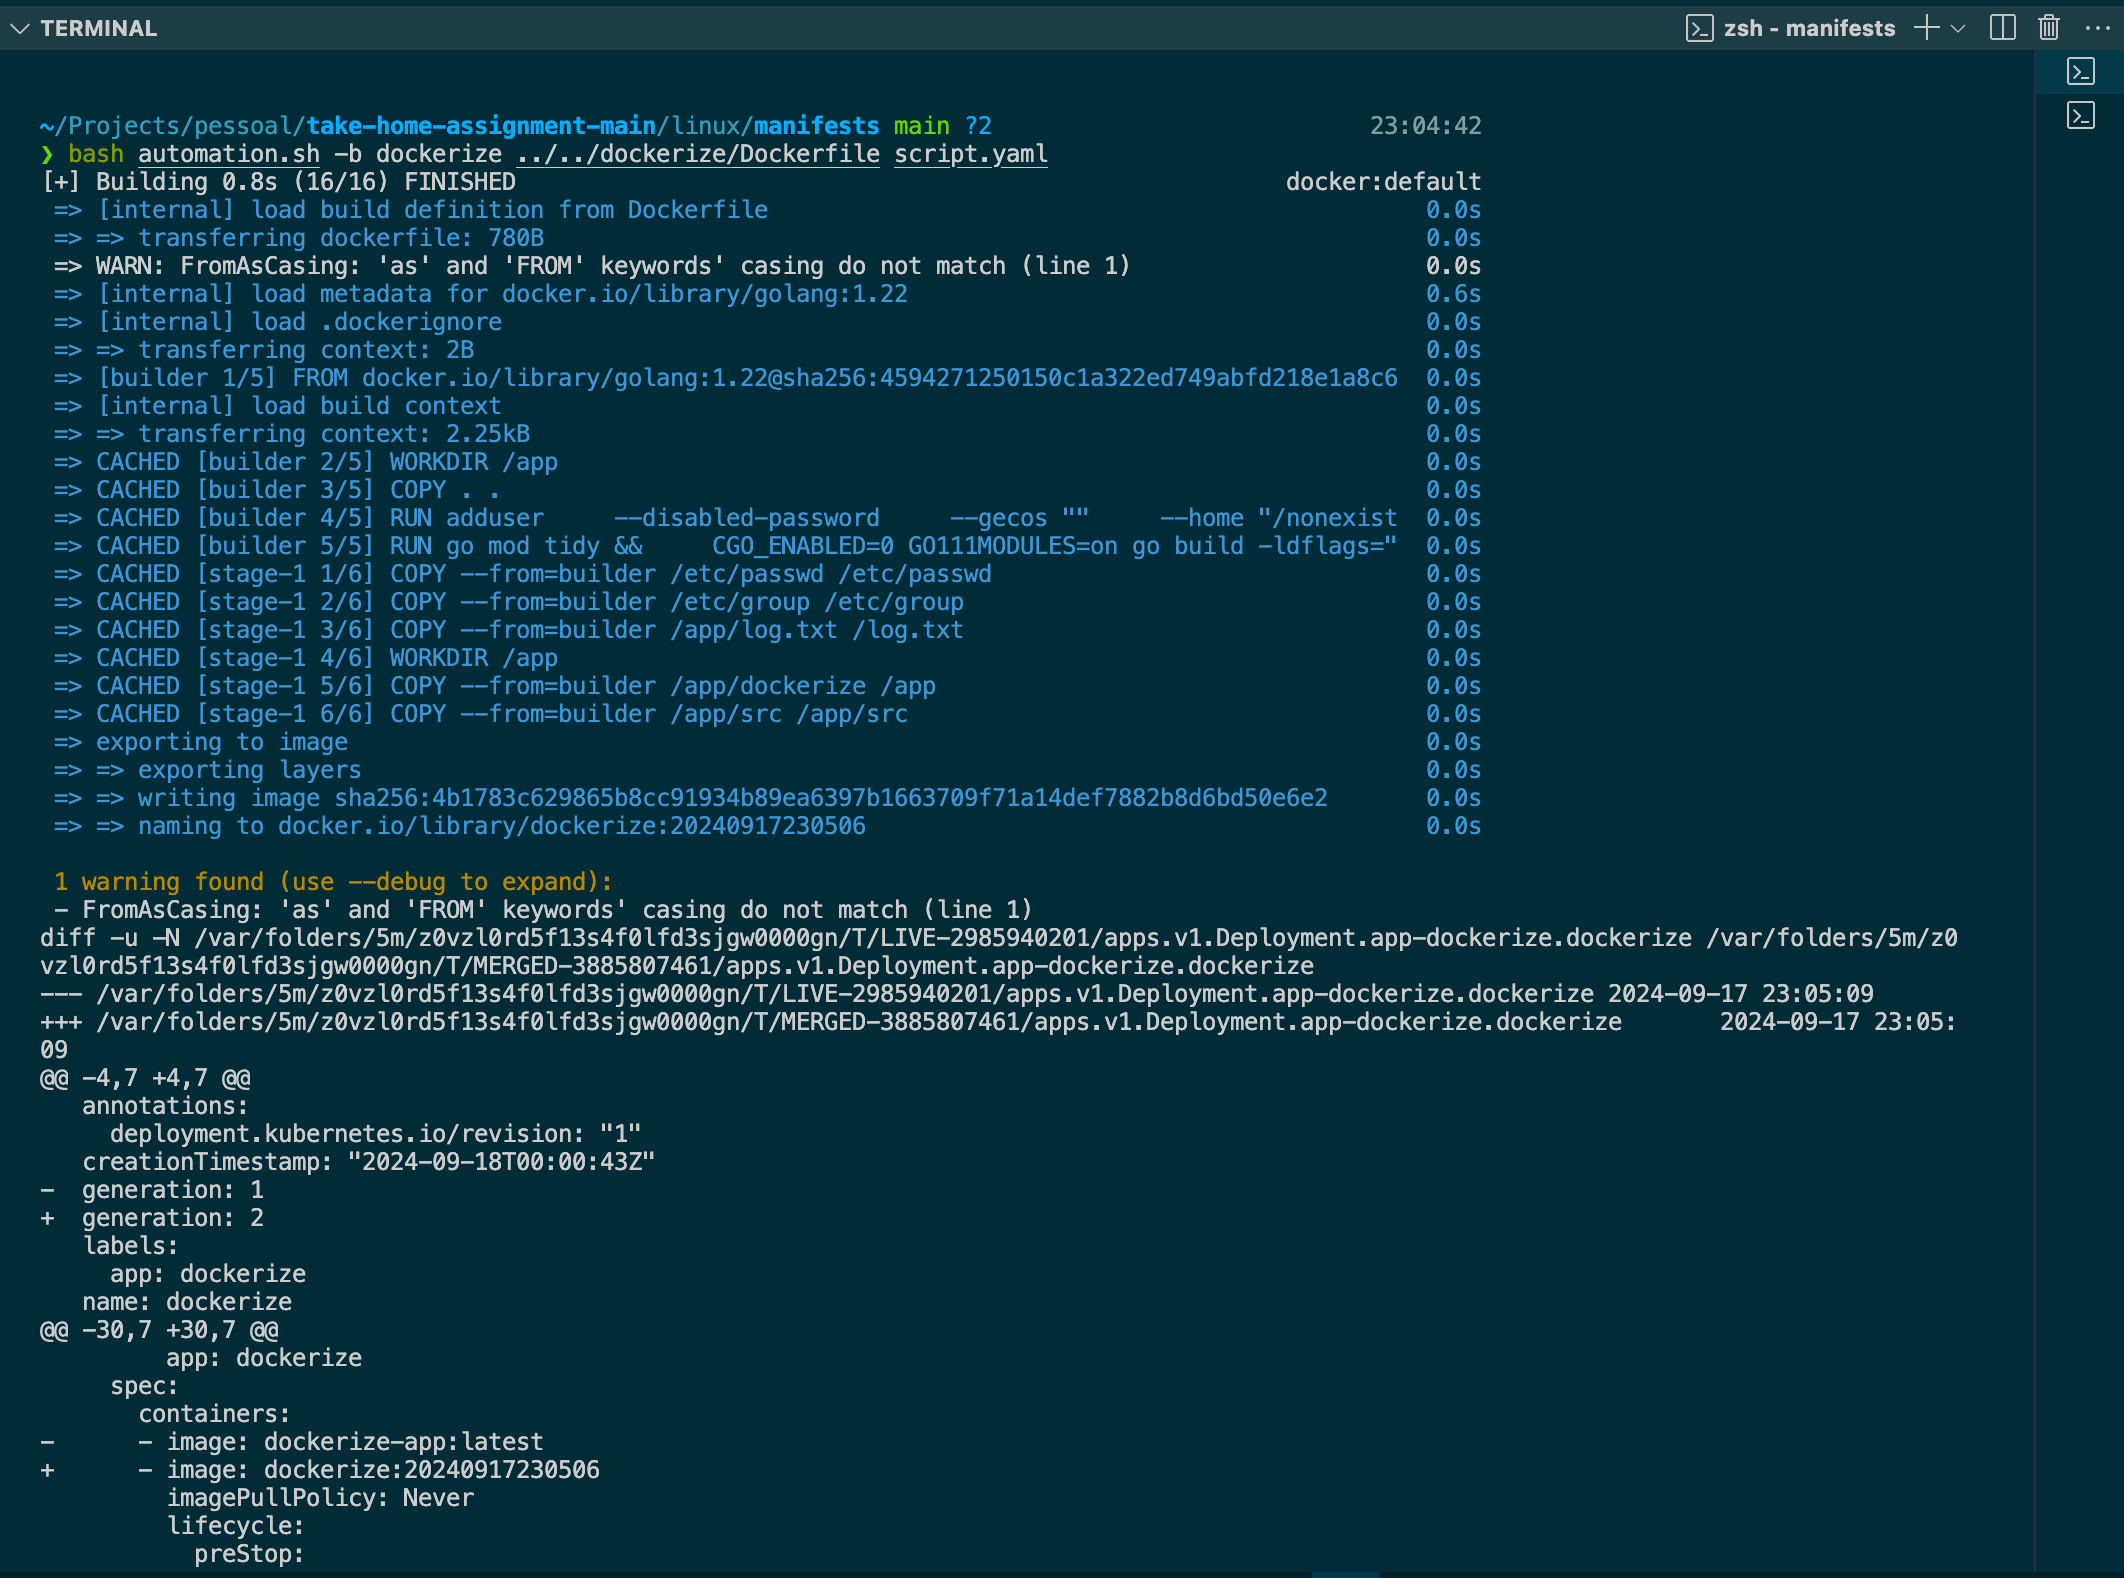 TERMINAL
zsh - manifests
~/Projects/pessoal/take-home-assignment-main/linux/manifests main ?2 23:04:42
❯ bash automation.sh -b dockerize ../../dockerize/Dockerfile script.yaml
[+] Building 0.8s (16/16) FINISHED docker:default
=> [internal] load build definition from Dockerfile 0.0s
=> => transferring dockerfile: 780B 0.0s
=> WARN: FromAsCasing: 'as' and 'FROM' keywords' casing do not match (line 1) 0.0s
=> [internal] load metadata for docker.io/library/golang:1.22 0.6s
=> [internal] load .dockerignore 0.0s
=> => transferring context: 2B 0.0s
=> [builder 1/5] FROM docker.io/library/golang:1.22@sha256:4594271250150c1a322ed749abfd218e1a8c6 0.0s
=> [internal] load build context 0.0s
=> => transferring context: 2.25kB 0.0s
=> CACHED [builder 2/5] WORKDIR /app 0.0s
=> CACHED [builder 3/5] COPY . . 0.0s
=> CACHED [builder 4/5] RUN adduser --disabled-password --gecos "" --home "/nonexist 0.0s
=> CACHED [builder 5/5] RUN go mod tidy && CGO_ENABLED=0 GO111MODULES=on go build -ldflags=" 0.0s
=> CACHED [stage-1 1/6] COPY --from=builder /etc/passwd /etc/passwd 0.0s
=> CACHED [stage-1 2/6] COPY --from=builder /etc/group /etc/group 0.0s
=> CACHED [stage-1 3/6] COPY --from=builder /app/log.txt /log.txt 0.0s
=> CACHED [stage-1 4/6] WORKDIR /app 0.0s
=> CACHED [stage-1 5/6] COPY --from=builder /app/dockerize /app 0.0s
=> CACHED [stage-1 6/6] COPY --from=builder /app/src /app/src 0.0s
=> exporting to image 0.0s
=> => exporting layers 0.0s
=> => writing image sha256:4b1783c629865b8cc91934b89ea6397b1663709f71a14def7882b8d6bd50e6e2 0.0s
=> => naming to docker.io/library/dockerize:20240917230506 0.0s
1 warning found (use --debug to expand):
- FromAsCasing: 'as' and 'FROM' keywords' casing do not match (line 1)
diff -u -N /var/folders/5m/z0vzl0rd5f13s4f0lfd3sjgw0000gn/T/LIVE-2985940201/apps.v1.Deployment.app-dockerize.dockerize /var/folders/5m/z0
vzl0rd5f13s4f0lfd3sjgw0000gn/T/MERGED-3885807461/apps.v1.Deployment.app-dockerize.dockerize
--- /var/folders/5m/z0vzl0rd5f13s4f0lfd3sjgw0000gn/T/LIVE-2985940201/apps.v1.Deployment.app-dockerize.dockerize 2024-09-17 23:05:09
+++ /var/folders/5m/z0vzl0rd5f13s4f0lfd3sjgw0000gn/T/MERGED-3885807461/apps.v1.Deployment.app-dockerize.dockerize 2024-09-17 23:05:
09
@@ -4,7 +4,7 @@
annotations:
deployment.kubernetes.io/revision: "1"
creationTimestamp: "2024-09-18T00:00:43Z"
- generation: 1
+ generation: 2
labels:
app: dockerize
name: dockerize
@@ -30,7 +30,7 @@
app: dockerize
spec:
containers:
- - image: dockerize-app:latest
+ - image: dockerize:20240917230506
imagePullPolicy: Never
lifecycle:
preStop: